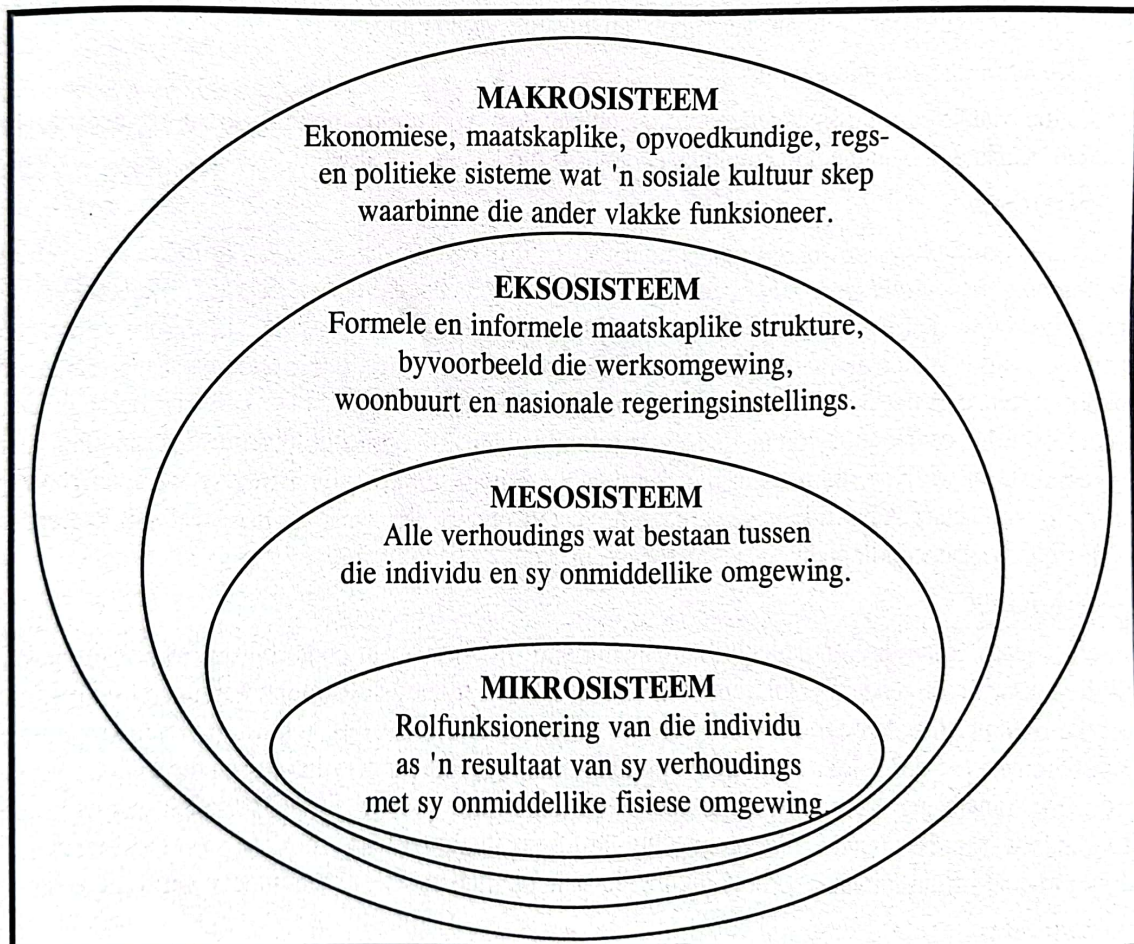 MAKROSISTEEM
Ekonomiese, maatskaplike, opvoedkundige, regs-
en politieke sisteme wat 'n sosiale kultuur skep
waarbinne die ander vlakke funksioneer.
EKSOSISTEEM
Formele en informele maatskaplike strukture,
byvoorbeeld die werksomgewing,
woonbuurt en nasionale regeringsinstellings.
MESOSISTEEM
Alle verhoudings wat bestaan tussen
die individu en sy onmiddellike omgewing.
MIKROSISTEEM
Rolfunksionering van die individu
as 'n resultaat van sy verhoudings
met sy onmiddellike fisiese omgewing.